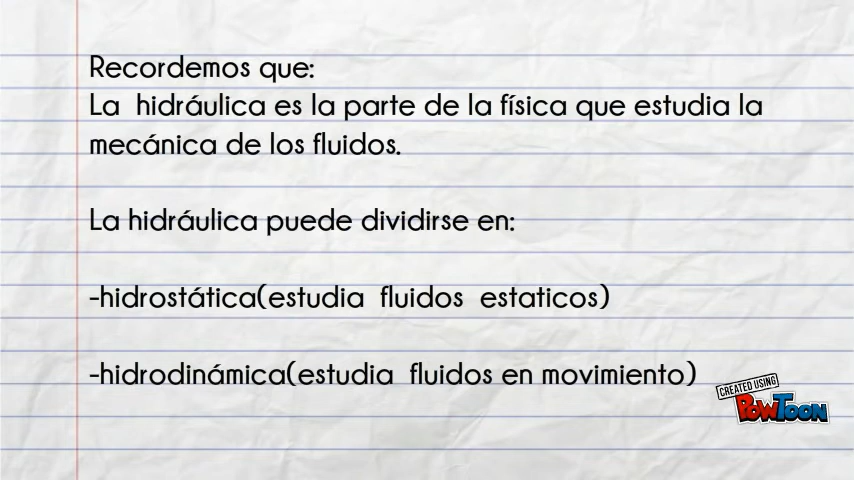 Recordemos que:
La hidráulica es la parte de la física que estudia la
mecánica de los fluidos.
La hidráulica puede dividirse en:
-hidrostática(estudia fluidos estaticos)
-hidrodinámica(estudia fluidos en movimiento)
CREATED USING
POWTOON